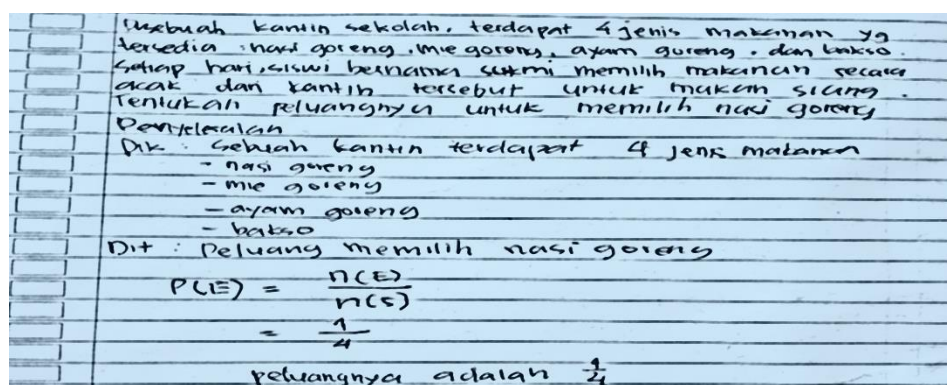 Disebuah kantin sekolah, terdapat 4 jenis makanan yg
tersedia : nasi goreng, mie goreng, ayam goreng, dan bakso.
Setiap hari, siswi bernama sukmi memilih makanan secara
acak dari kantin tersebut untuk makan siang.
Tentukan peluangnya untuk memilih nasi goreng
Penyelesaian
Dik : Sebuah kantin terdapat 4 jenis makanan
- nasi goreng
- mie goreng
- ayam goreng
- bakso
Dit : Peluang memilih nasi goreng
P(E) = n(E)/n(S)
= 1/4
peluangnya adalah 1/4